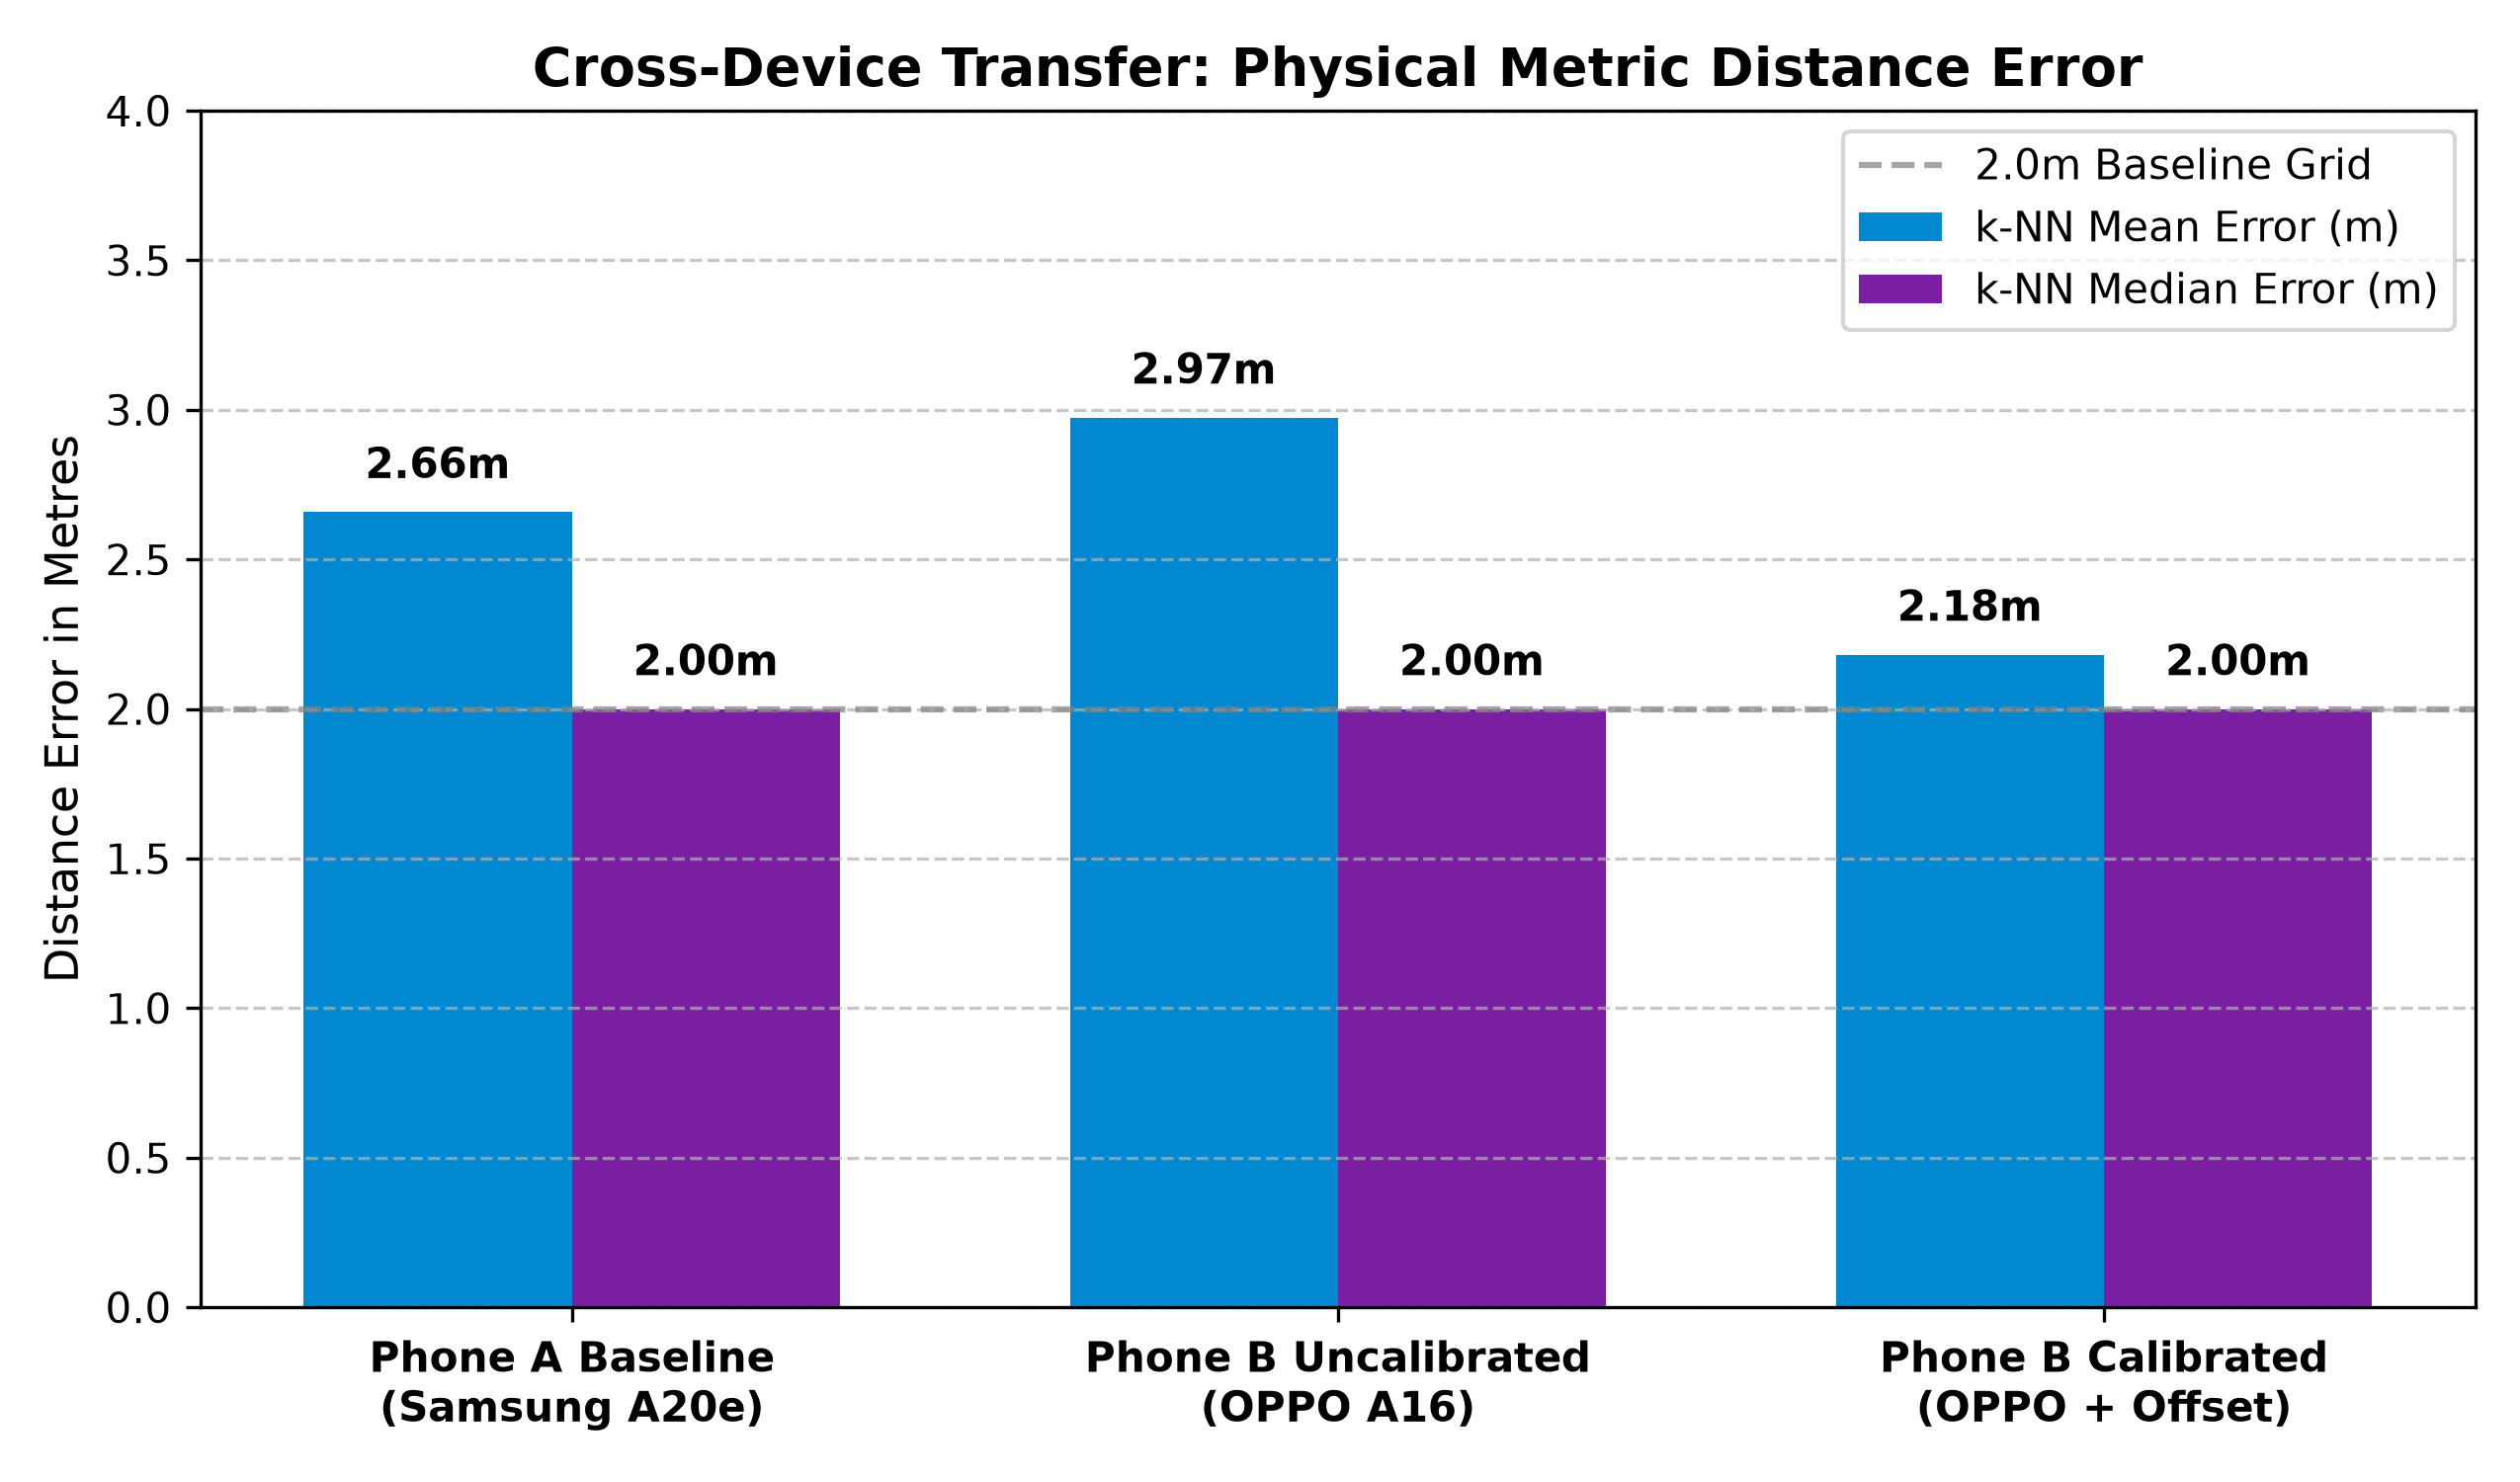 Cross-Device Transfer: Physical Metric Distance Error
4.0
3.5
3.0
2.5
2.0
1.5
1.0
0.5
0.0
Distance Error in Metres
2.0m Baseline Grid
k-NN Mean Error (m)
k-NN Median Error (m)
2.66m
2.00m
2.97m
2.00m
2.18m
2.00m
Phone A Baseline
(Samsung A20e)
Phone B Uncalibrated
(OPPO A16)
Phone B Calibrated
(OPPO + Offset)